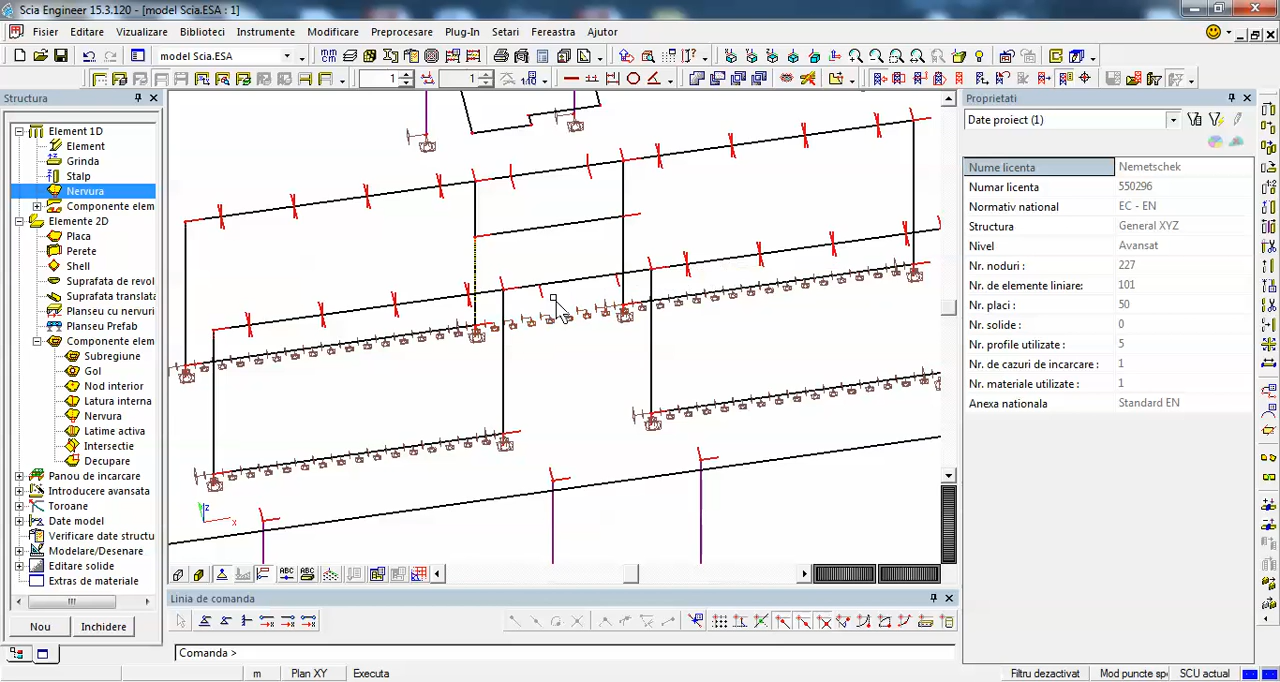 Scia Engineer 15.3.120 - [model Scia.ESA : 1]
Fisier Editare Vizualizare Biblioteci Instrumente Modificare Preprocesare Plug-In Setari Fereastra Ajutor
model Scia.ESA
1 1
Structura
Element 1D
Element
Grinda
Stalp
Nervura
Componente elem
Elemente 2D
Placa
Perete
Shell
Suprafata de revol
Suprafata translata
Planseu cu nervuri
Planseu Prefab
Componente elem
Subregiune
Gol
Nod interior
Latura interna
Nervura
Latime activa
Intersectie
Decupare
Panou de incarcare
Introducere avansata
Toroane
Date model
Verificare date structu
Modelare/Desenare
Editare solide
Extras de materiale
Nou Inchidere
z
x
ABC ABC
Linia de comanda
Comanda >
m Plan XY Executa Filtru dezactivat Mod puncte sp SCU actual
Proprietati
Date proiect (1)
Nume licenta Nemetschek
Numar licenta 550296
Normativ national EC - EN
Structura General XYZ
Nivel Avansat
Nr. noduri : 227
Nr. de elemente liniare: 101
Nr. placi : 50
Nr. solide : 0
Nr. profile utilizate : 5
Nr. de cazuri de incarcare : 1
Nr. materiale utilizate : 1
Anexa nationala Standard EN